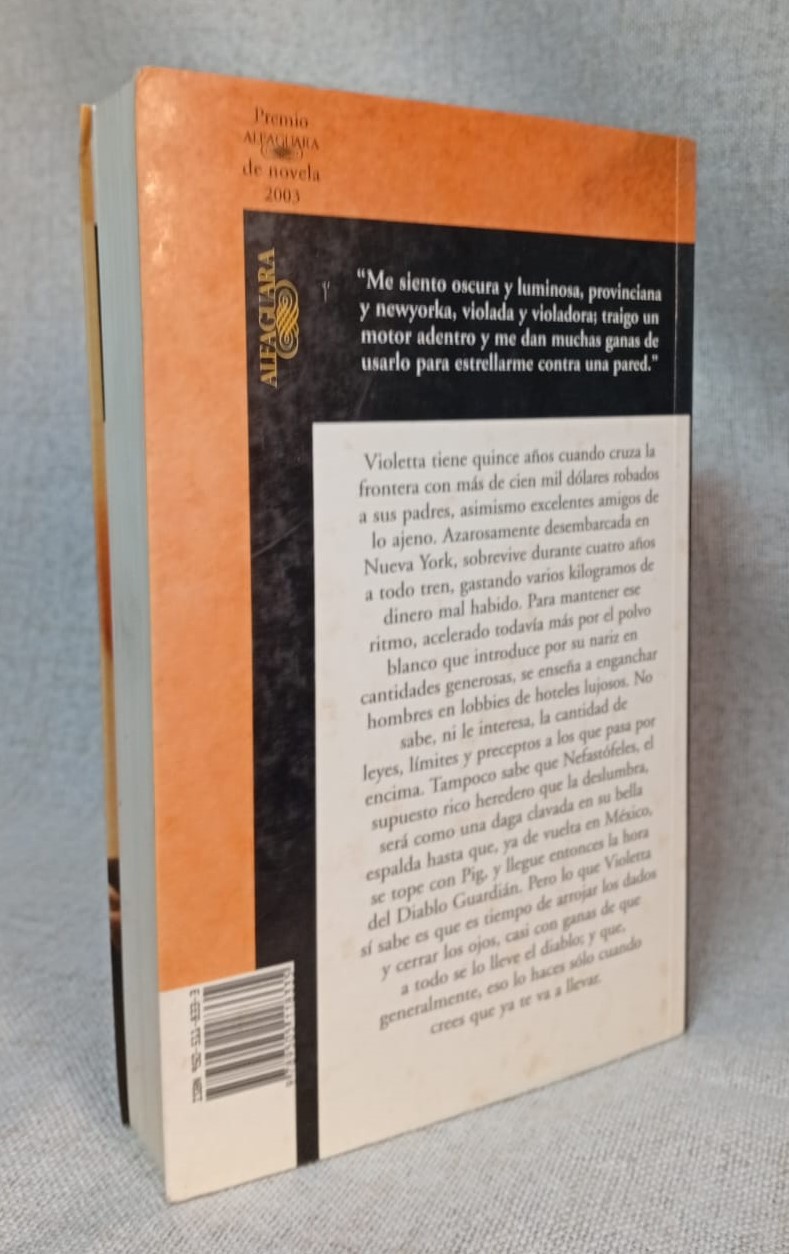 Premio
ALFAGUARA
de novela
2003
ALFAGUARA
“Me siento oscura y luminosa, provinciana
y newyorka, violada y violadora; traigo un
motor adentro y me dan muchas ganas de
usarlo para estrellarme contra una pared.”
Violetta tiene quince años cuando cruza la
frontera con más de cien mil dólares robados
a sus padres, asimismo excelentes amigos de
lo ajeno. Azarosamente desembarcada en
Nueva York, sobrevive durante cuatro años
a todo tren, gastando varios kilogramos de
dinero mal habido. Para mantener ese
ritmo, acelerado todavía más por el polvo
blanco que introduce por su nariz en
cantidades generosas, se enseña a enganchar
hombres en lobbies de hoteles lujosos. No
sabe, ni le interesa, la cantidad de
leyes, límites y preceptos a los que pasa por
encima. Tampoco sabe que Nefastófeles, el
supuesto rico heredero que la deslumbra,
será como una daga clavada en su bella
espalda hasta que, ya de vuelta en México,
se tope con Pig, y llegue entonces la hora
del Diablo Guardián. Pero lo que Violetta
sí sabe es que es tiempo de arrojar los dados
y cerrar los ojos, casi con ganas de que
a todo se lo lleve el diablo; y que,
generalmente, eso lo haces sólo cuando
crees que ya te va a llevar.